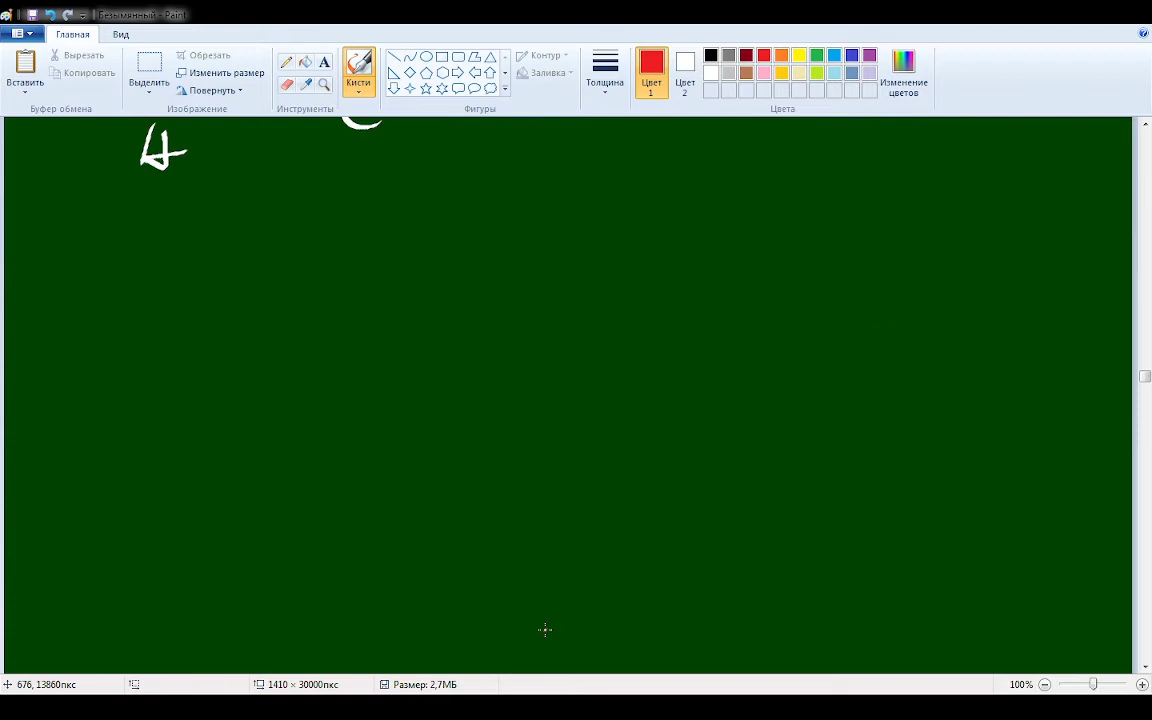 Безымянный - Paint
Главная Вид
Вставить
Вырезать
Копировать
Буфер обмена
Выделить
Обрезать
Изменить размер
Повернуть
Изображение
A
Инструменты
Кисти
Контур
Заливка
Фигуры
Толщина
Цвет 1
Цвет 2
Изменение цветов
Цвета
4
676, 13860пкс
1410 × 30000пкс
Размер: 2,7МБ
100%